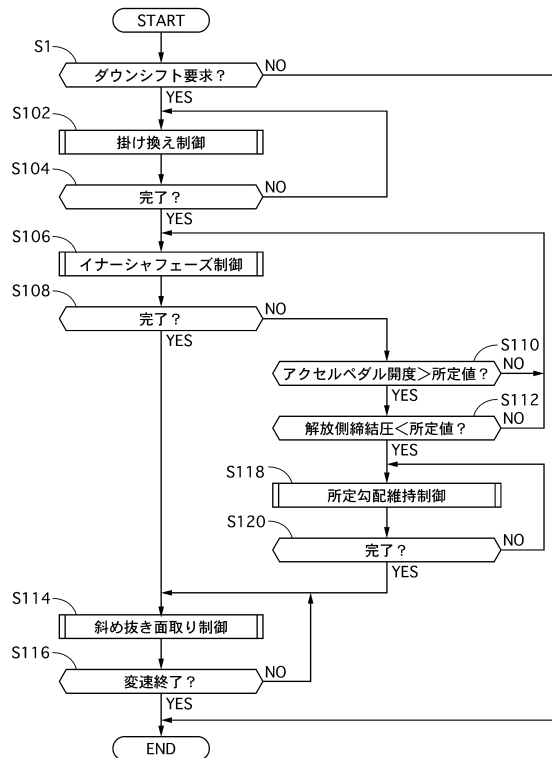 START
S1
ダウンシフト要求？
NO
YES
S102
掛け換え制御
S104
完了？
NO
YES
S106
イナーシャフェーズ制御
S108
完了？
NO
YES
S110
アクセルペダル開度＞所定値？
NO
YES
S112
解放側締結圧＜所定値？
NO
YES
S118
所定勾配維持制御
S120
完了？
NO
YES
S114
斜め抜き面取り制御
S116
変速終了？
NO
YES
END